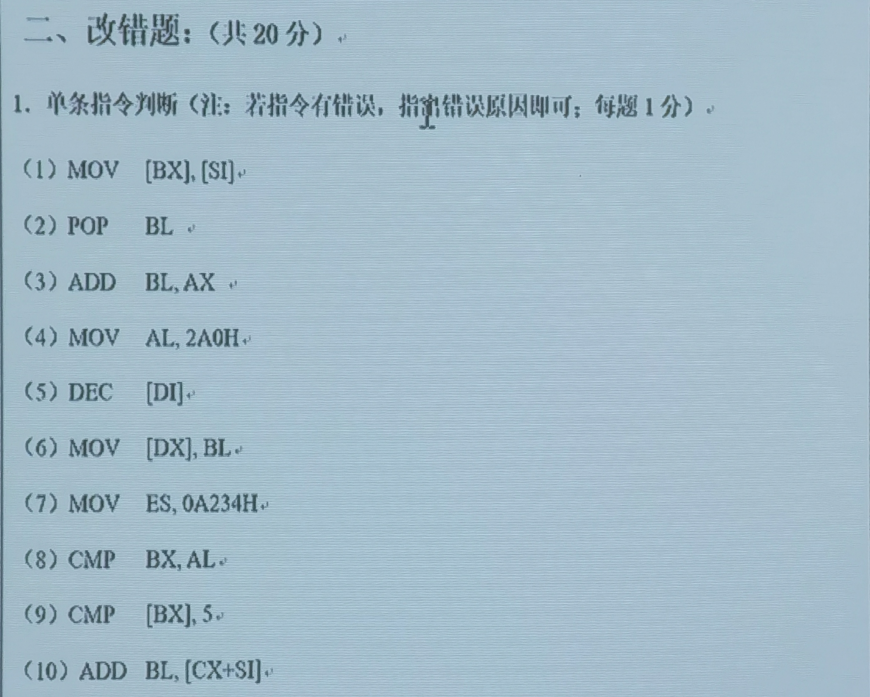 二、改错题:(共 20 分)
1. 单条指令判断(注:若指令有错误,指出错误原因即可;每题 1 分)
(1) MOV [BX], [SI]
(2) POP BL
(3) ADD BL, AX
(4) MOV AL, 2A0H
(5) DEC [DI]
(6) MOV [DX], BL
(7) MOV ES, 0A234H
(8) CMP BX, AL
(9) CMP [BX], 5
(10) ADD BL, [CX+SI]